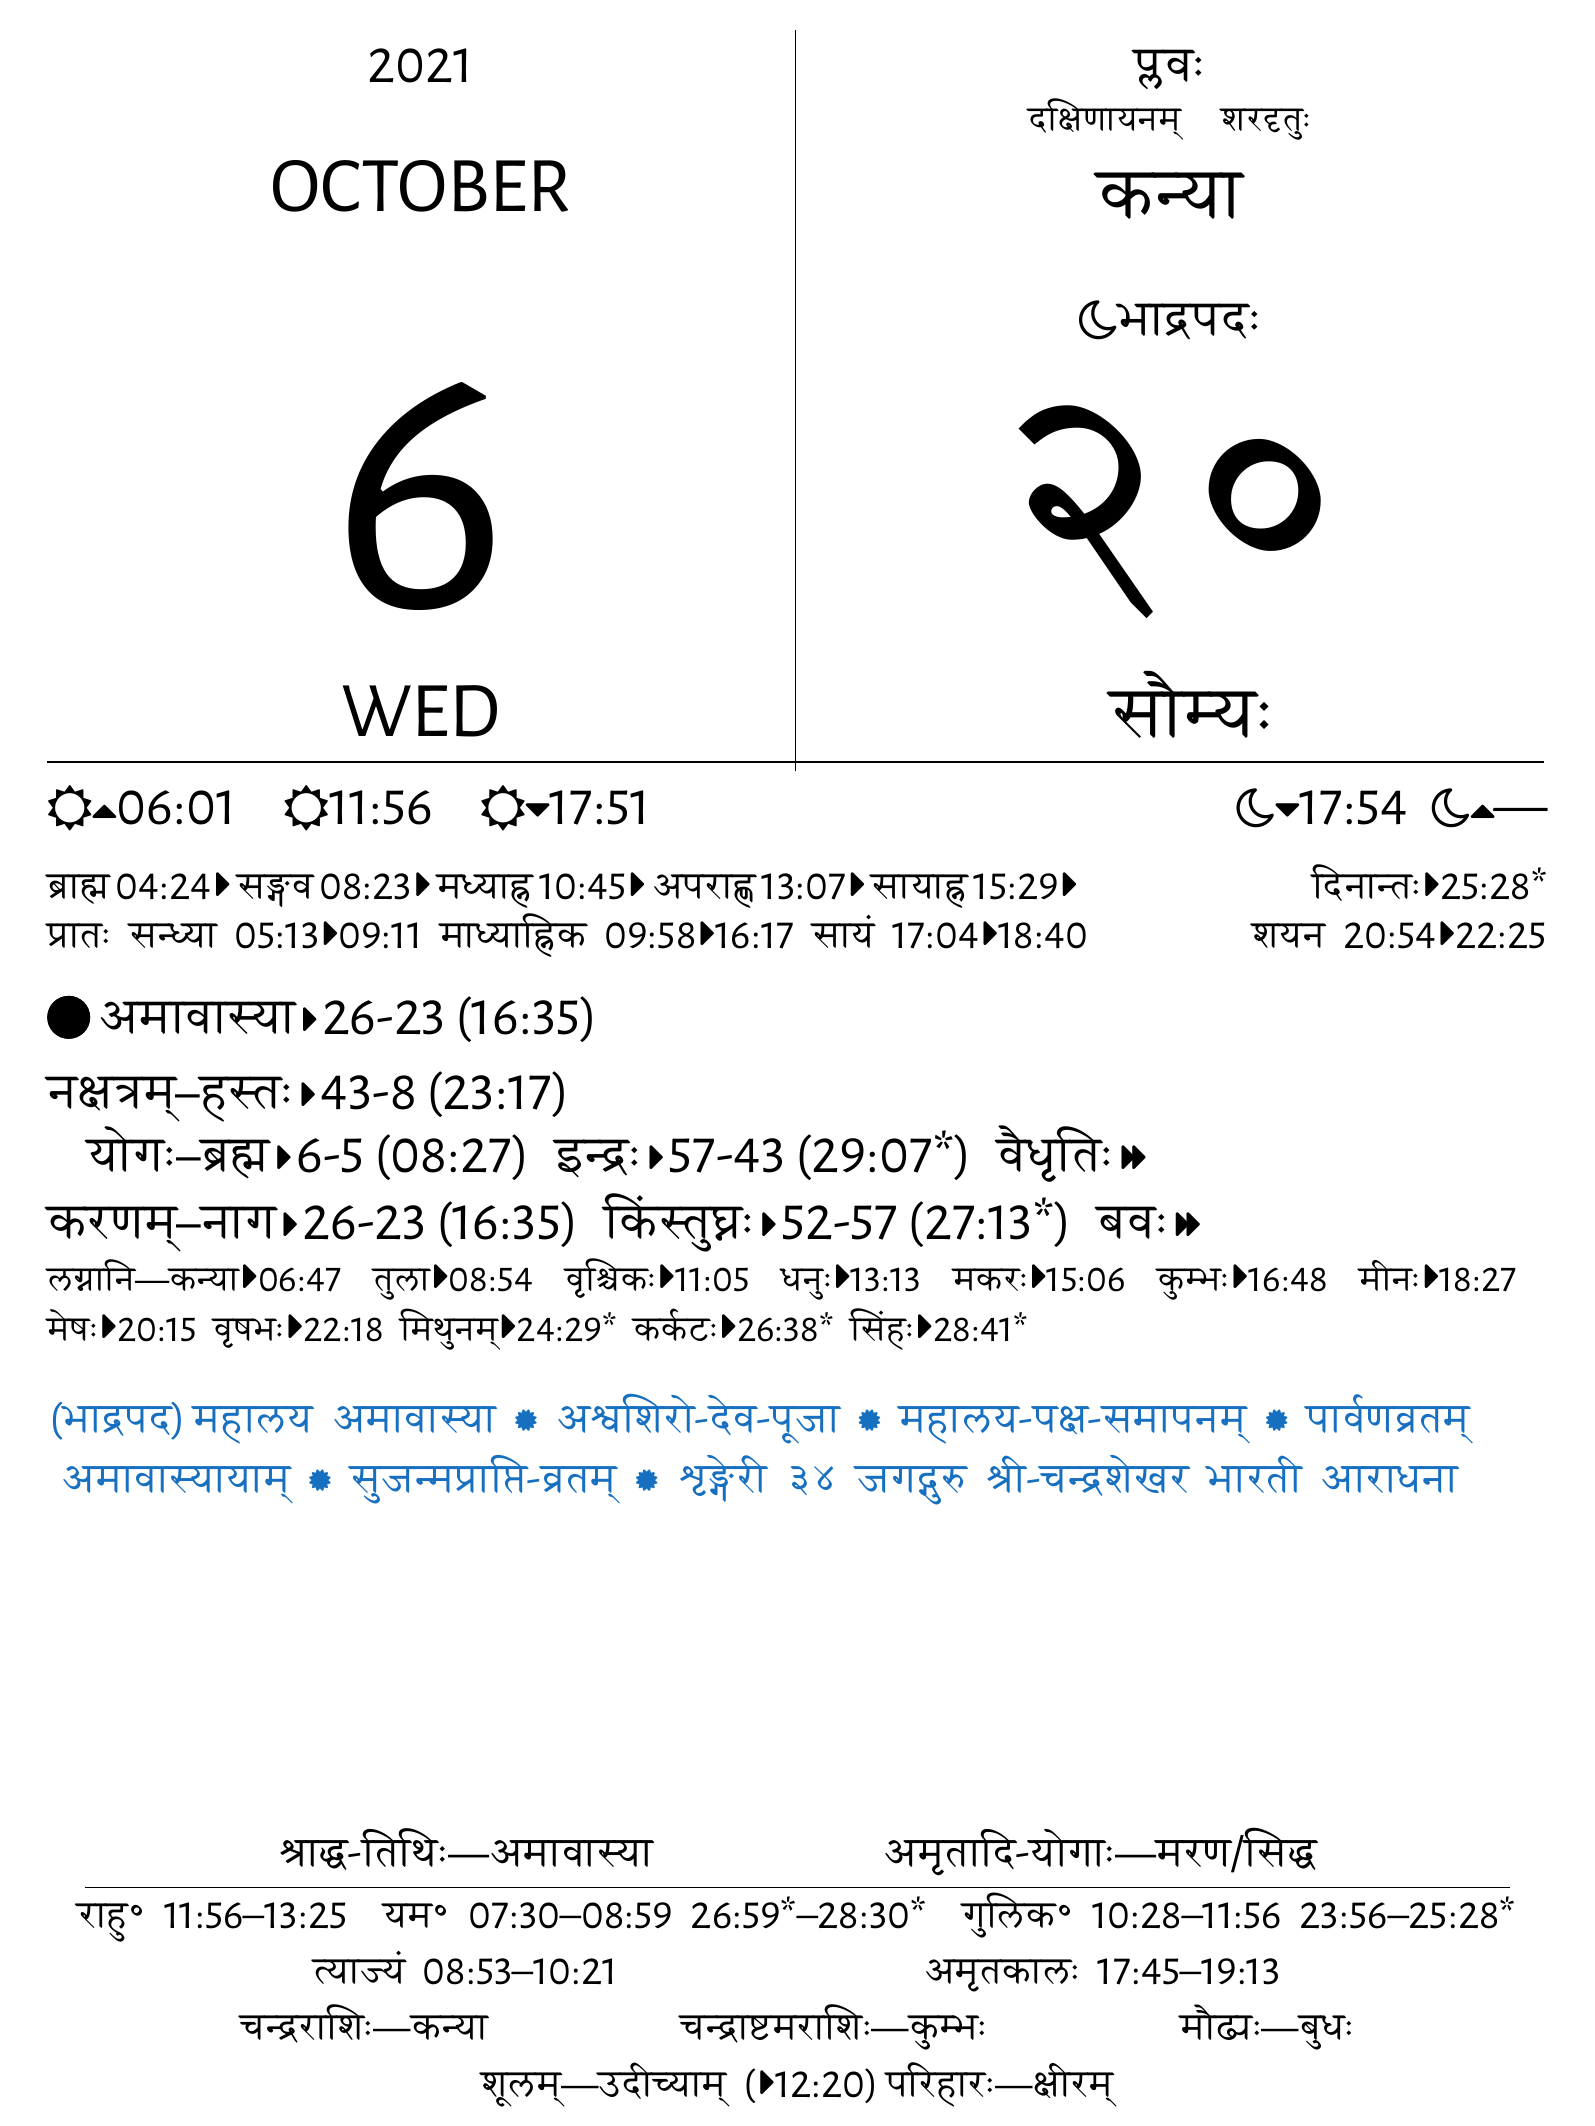 2021
OCTOBER
6
WED
प्लवः
दक्षिणायनम् शरदृतुः
कन्या
भाद्रपदः
२०
सौम्यः
06:01 11:56 17:51 17:54 —
ब्राह्म 04:24 सङ्गव 08:23 मध्याह्न 10:45 अपराह्ण 13:07 सायाह्न 15:29 दिनान्तः 25:28*
प्रातः सन्ध्या 05:13 09:11 माध्याह्निक 09:58 16:17 सायं 17:04 18:40 शयन 20:54 22:25
अमावास्या 26-23 (16:35)
नक्षत्रम्–हस्तः 43-8 (23:17)
योगः–ब्रह्म 6-5 (08:27) इन्द्रः 57-43 (29:07*) वैधृतिः
करणम्–नाग 26-23 (16:35) किंस्तुघ्नः 52-57 (27:13*) बवः
लग्नानि—कन्या 06:47 तुला 08:54 वृश्चिकः 11:05 धनुः 13:13 मकरः 15:06 कुम्भः 16:48 मीनः 18:27
मेषः 20:15 वृषभः 22:18 मिथुनम् 24:29* कर्कटः 26:38* सिंहः 28:41*
(भाद्रपद) महालय अमावास्या ✹ अश्वशिरो-देव-पूजा ✹ महालय-पक्ष-समापनम् ✹ पार्वणव्रतम्
अमावास्यायाम् ✹ सुजन्मप्राप्ति-व्रतम् ✹ शृङ्गेरी ३४ जगद्गुरु श्री-चन्द्रशेखर भारती आराधना
श्राद्ध-तिथिः—अमावास्या अमृतादि-योगाः—मरण/सिद्ध
राहु॰ 11:56–13:25 यम॰ 07:30–08:59 26:59*–28:30* गुलिक॰ 10:28–11:56 23:56–25:28*
त्याज्यं 08:53–10:21 अमृतकालः 17:45–19:13
चन्द्रराशिः—कन्या चन्द्राष्टमराशिः—कुम्भः मौढ्यः—बुधः
शूलम्—उदीच्याम् (12:20) परिहारः—क्षीरम्